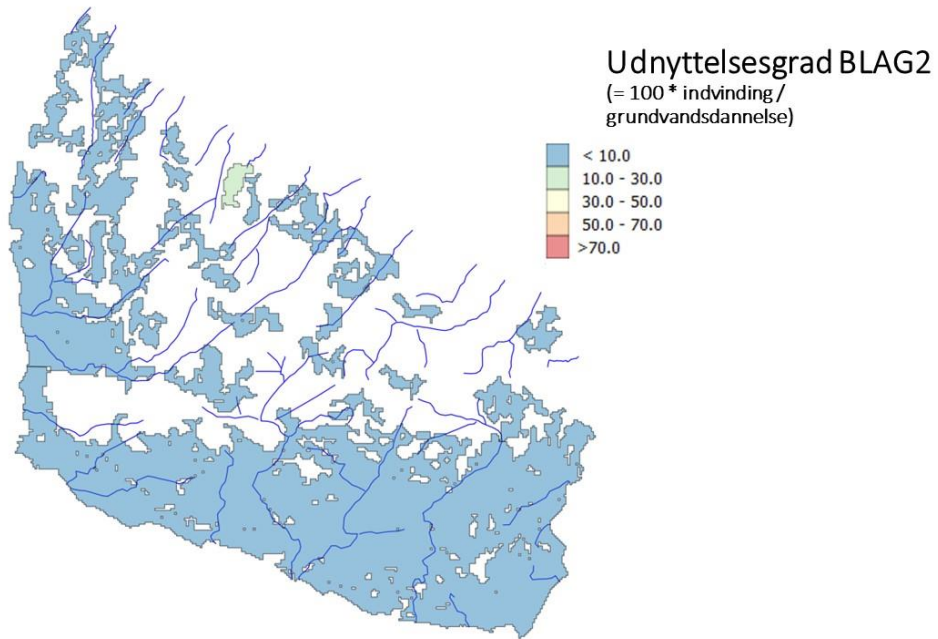 Udnyttelsesgrad BLAG2
(= 100 * indvinding /
grundvandsdannelse)
< 10.0
10.0 - 30.0
30.0 - 50.0
50.0 - 70.0
>70.0